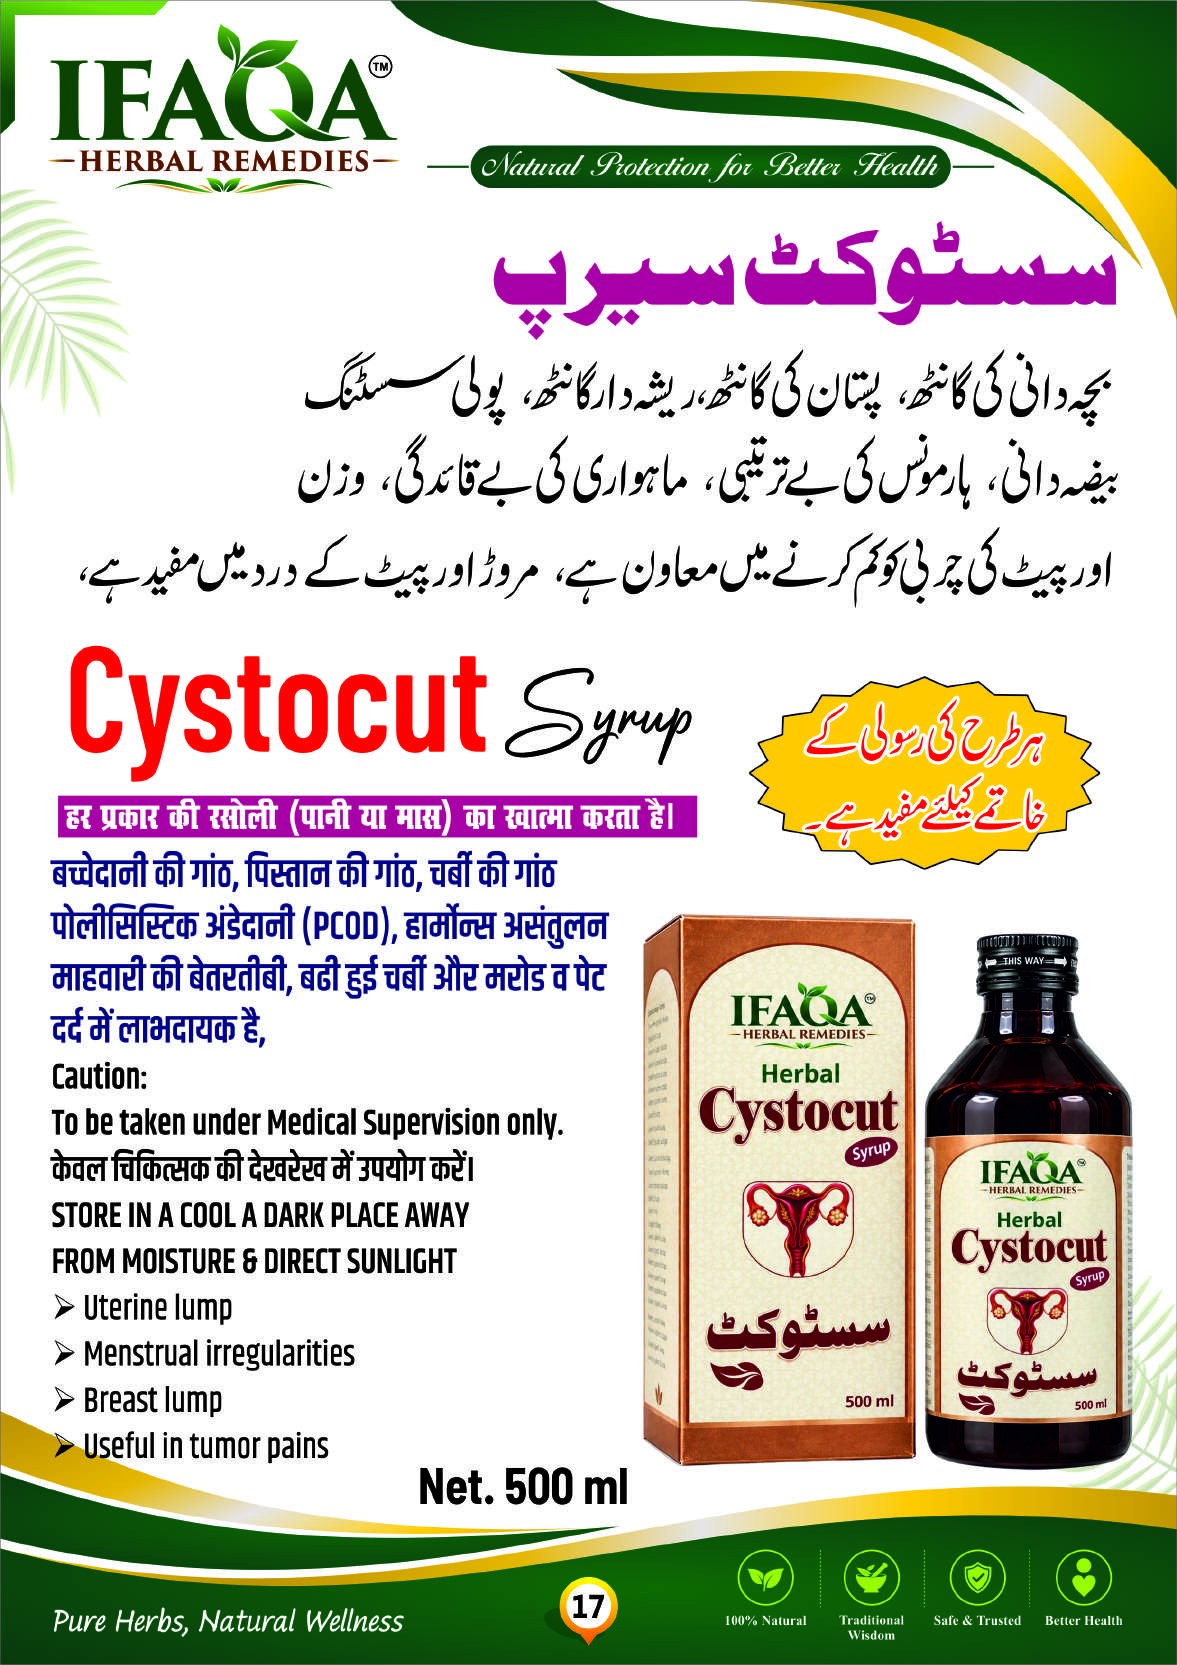 IFAQA™
HERBAL REMEDIES
Natural Protection for Better Health
سسٹوکٹ سیرپ
بچہ دانی کی گانٹھ، پستان کی گانٹھ،ریشہ دار گانٹھ، پولی سسٹنگ
بیضہ دانی، ہارمونس کی بے ترتیبی، ماہواری کی بے قائدگی، وزن
اور پیٹ کی چربی کو کم کرنے میں معاون ہے، مروڑ اور پیٹ کے درد میں مفید ہے،
Cystocut Syrup
ہر طرح کی رسولی کے
خاتمے کیلئے مفید ہے۔
हर प्रकार की रसोली (पानी या मास) का खात्मा करता है।
बच्चेदानी की गांठ, पिस्तान की गांठ, चर्बी की गांठ
पोलीसिस्टिक अंडेदानी (PCOD), हार्मोन्स असंतुलन
माहवारी की बेतरतीबी, बढी हुई चर्बी और मरोड व पेट
दर्द में लाभदायक है,
Caution:
To be taken under Medical Supervision only.
केवल चिकित्सक की देखरेख में उपयोग करें।
STORE IN A COOL A DARK PLACE AWAY
FROM MOISTURE & DIRECT SUNLIGHT
➢ Uterine lump
➢ Menstrual irregularities
➢ Breast lump
➢ Useful in tumor pains
Net. 500 ml
IFAQA™
HERBAL REMEDIES
Herbal
Cystocut
Syrup
سسٹوکٹ
500 ml
THIS WAY
IFAQA™
HERBAL REMEDIES
Herbal
Cystocut
Syrup
سسٹوکٹ
500 ml
Pure Herbs, Natural Wellness
17
100% Natural
Traditional
Wisdom
Safe & Trusted
Better Health